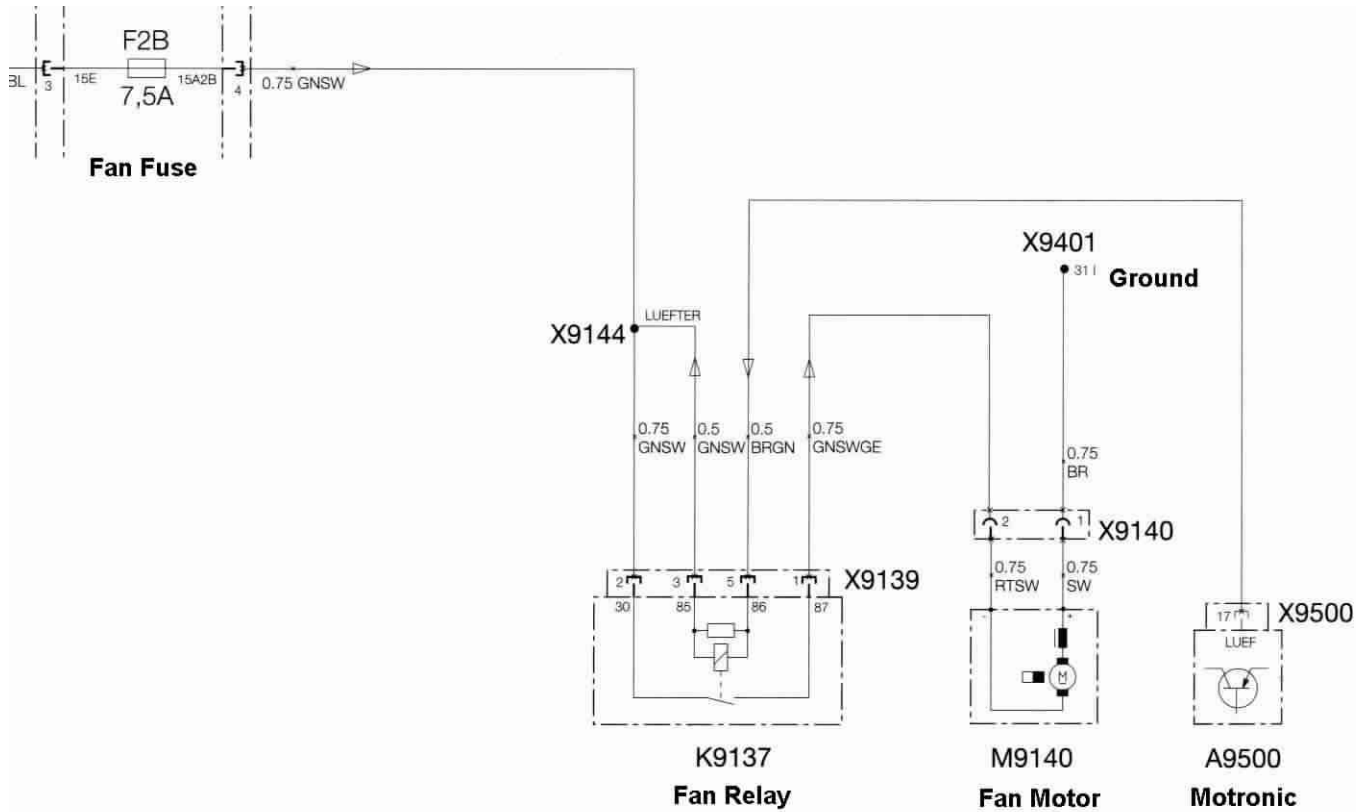 F2B
BL
3
15E
15A2B
4
0.75 GNSW
7,5A
Fan Fuse
X9401
31 I
Ground
X9144
LUEFTER
0.75
GNSW
0.5
GNSW
0.5
BRGN
0.75
GNSWGE
0.75
BR
2
1
X9140
2
3
5
1
X9139
0.75
RTSW
0.75
SW
17
X9500
30
85
86
87
-
+
LUEF
M
K9137
M9140
A9500
Fan Relay
Fan Motor
Motronic